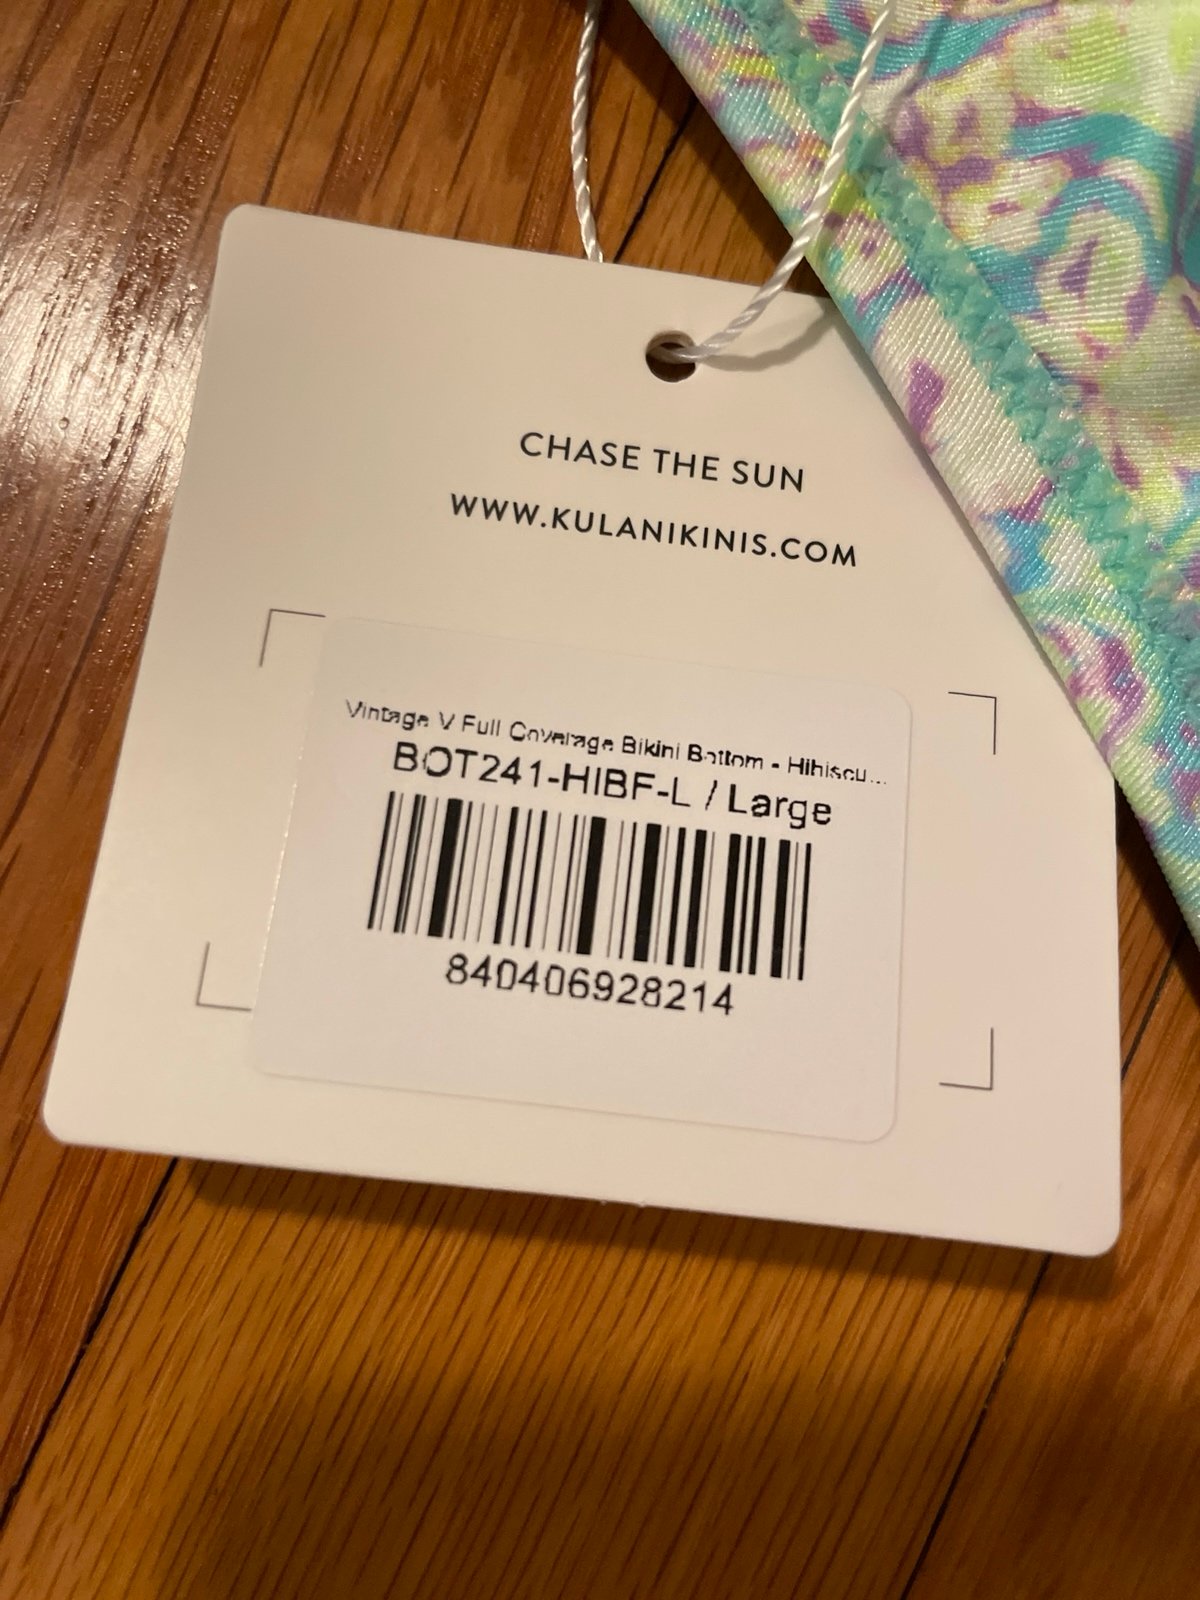 CHASE THE SUN
WWW.KULANIKINIS.COM
Vintage V Full Coverage Bikini Bottom - Hibiscu...
BOT241-HIBF-L / Large
840406928214